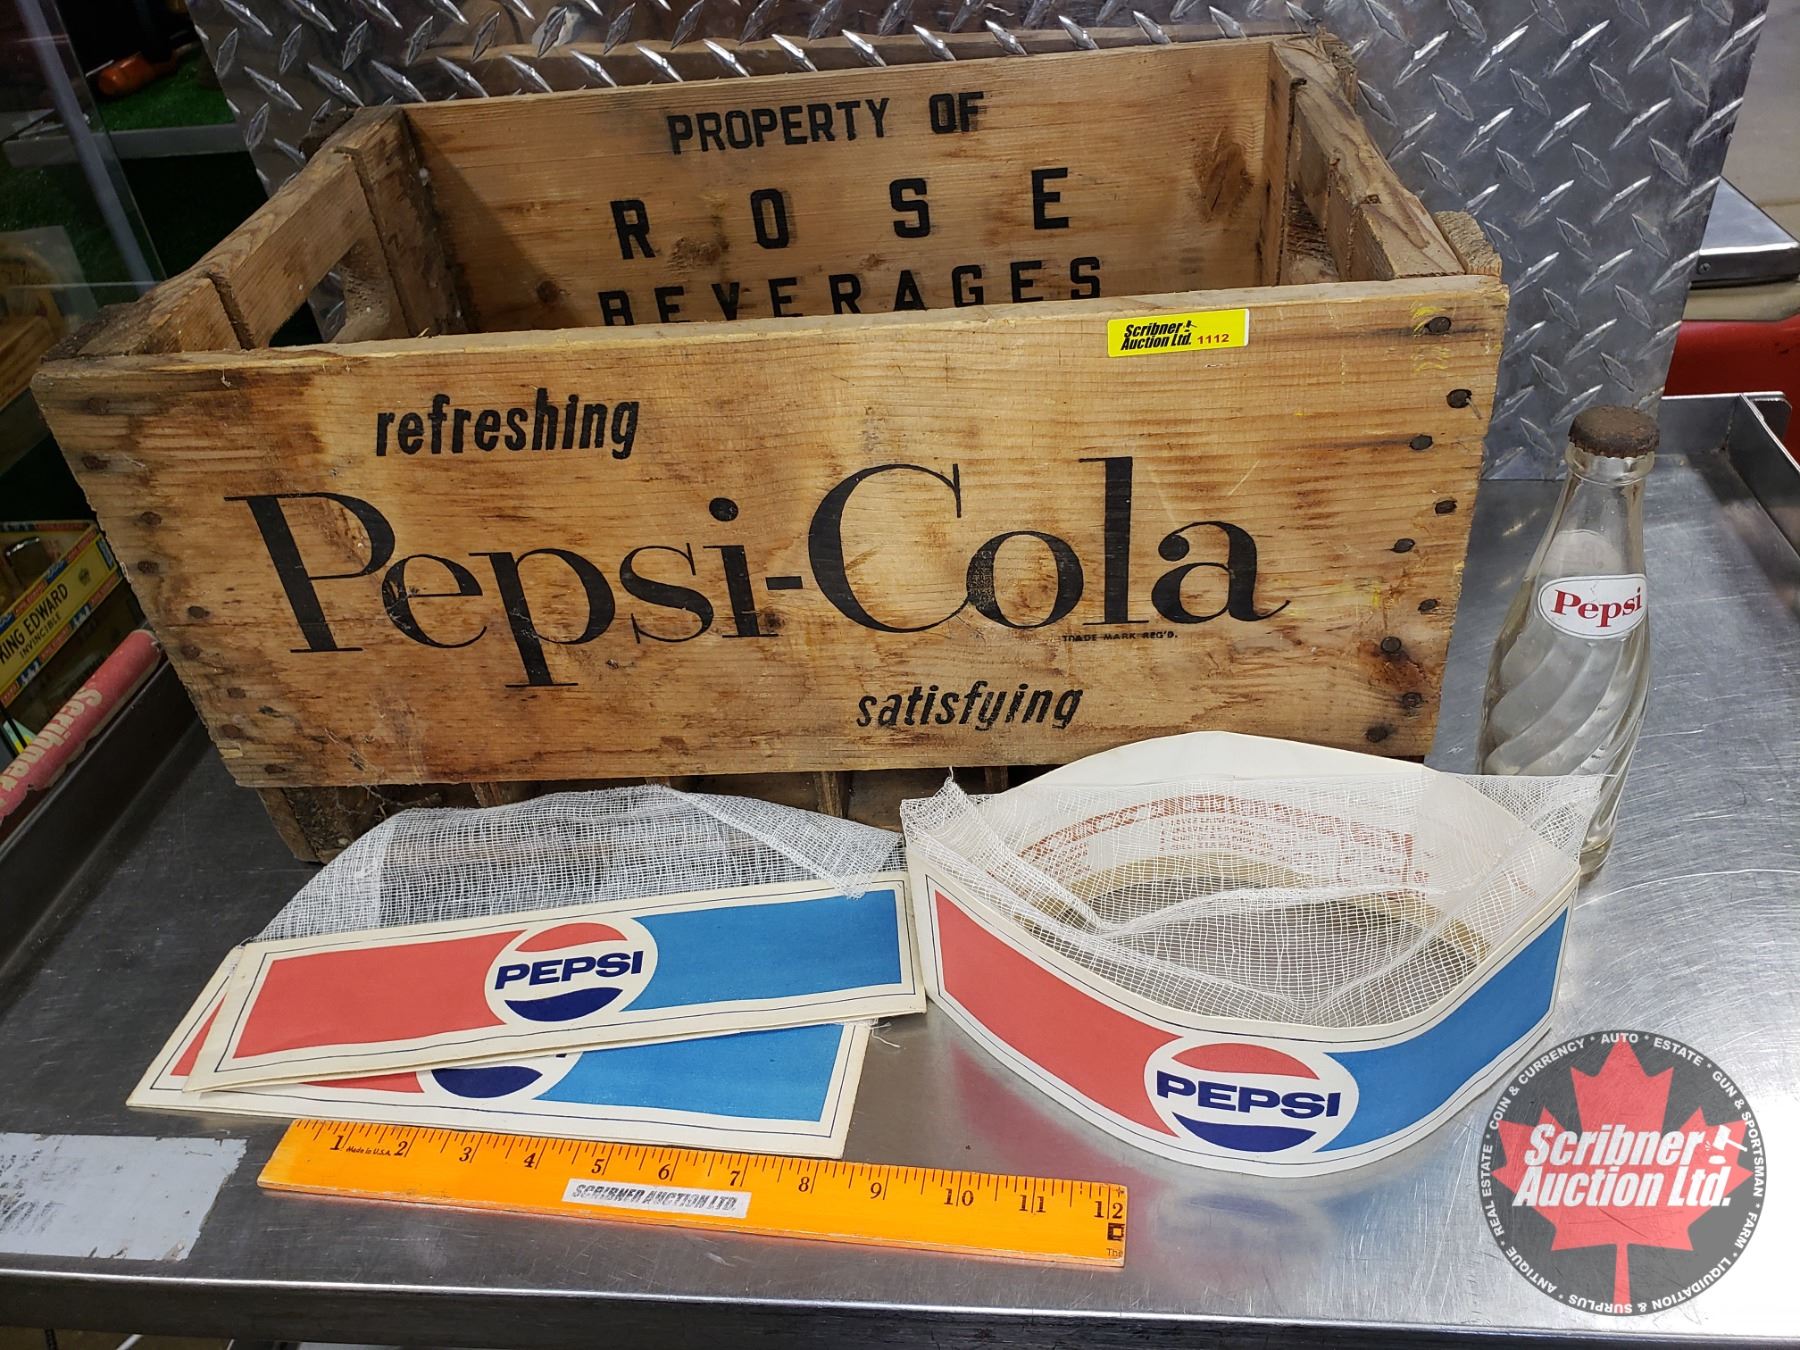 PROPERTY OF
ROSE
BEVERAGES
Scribner
Auction Ltd. 1112
refreshing
Pepsi-Cola
TRADE MARK REG'D.
satisfying
Pepsi
KING EDWARD
INVINCIBLE
Scribner
PEPSI
PEPSI
1 2 3 4 5 6 7 8 9 10 11 12
Made in U.S.A.
SCRIBNER AUCTION LTD.
The
COIN & CURRENCY • AUTO • ESTATE • GUN & SPORTSMAN • FARM • LIQUIDATION & SURPLUS • ANTIQUE • REAL ESTATE
Scribner
Auction Ltd.